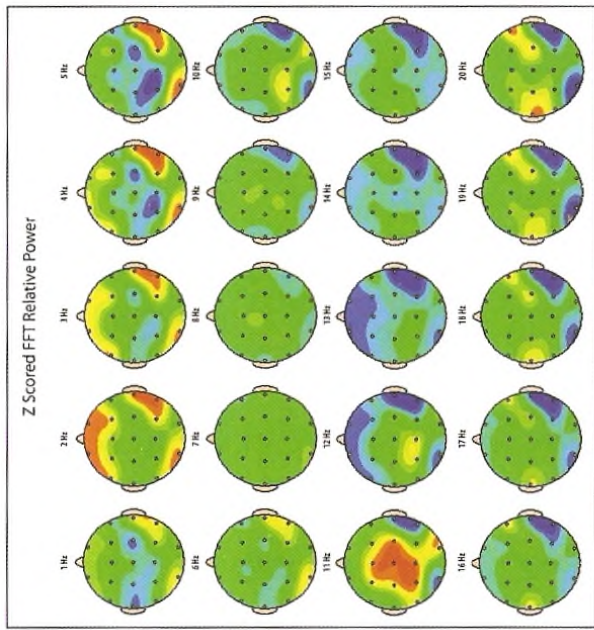 Z Scored FFT Relative Power
1 Hz 2 Hz 3 Hz 4 Hz 5 Hz
6 Hz 7 Hz 8 Hz 9 Hz 10 Hz
11 Hz 12 Hz 13 Hz 14 Hz 15 Hz
16 Hz 17 Hz 18 Hz 19 Hz 20 Hz